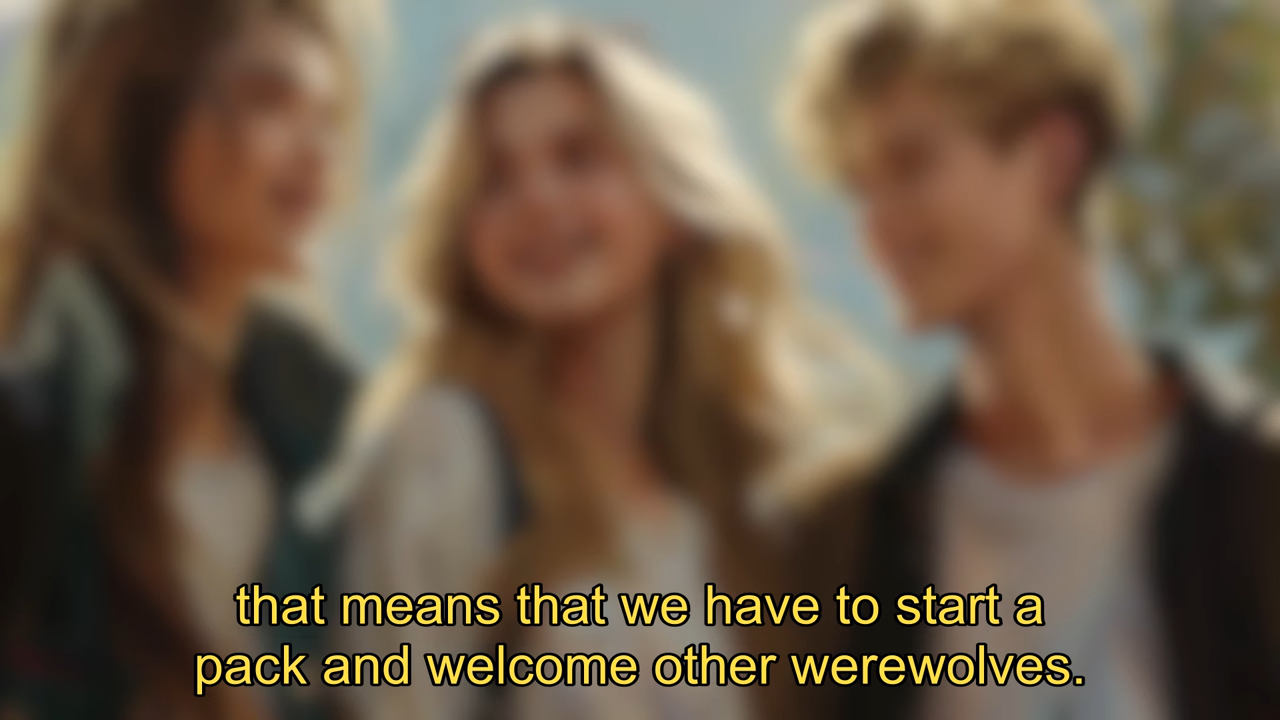 that means that we have to start a
pack and welcome other werewolves.